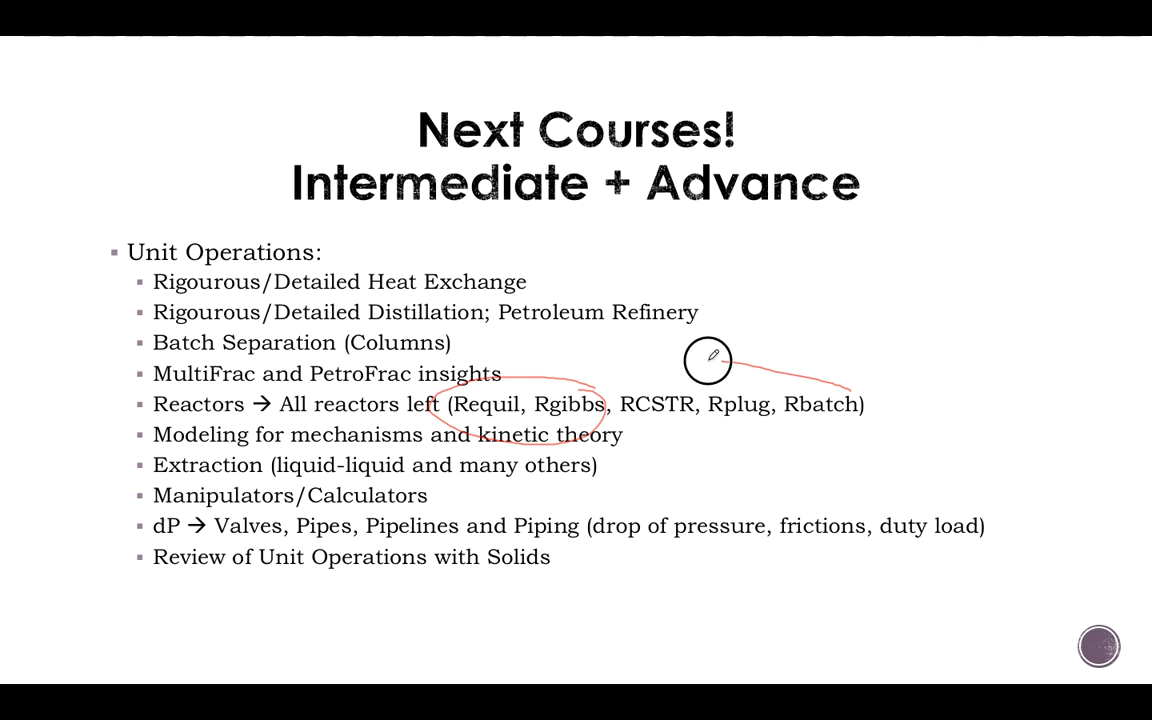 Next Courses!
Intermediate + Advance
▪ Unit Operations:
▪ Rigourous/Detailed Heat Exchange
▪ Rigourous/Detailed Distillation; Petroleum Refinery
▪ Batch Separation (Columns)
▪ MultiFrac and PetroFrac insights
▪ Reactors → All reactors left (Requil, Rgibbs, RCSTR, Rplug, Rbatch)
▪ Modeling for mechanisms and kinetic theory
▪ Extraction (liquid-liquid and many others)
▪ Manipulators/Calculators
▪ dP → Valves, Pipes, Pipelines and Piping (drop of pressure, frictions, duty load)
▪ Review of Unit Operations with Solids